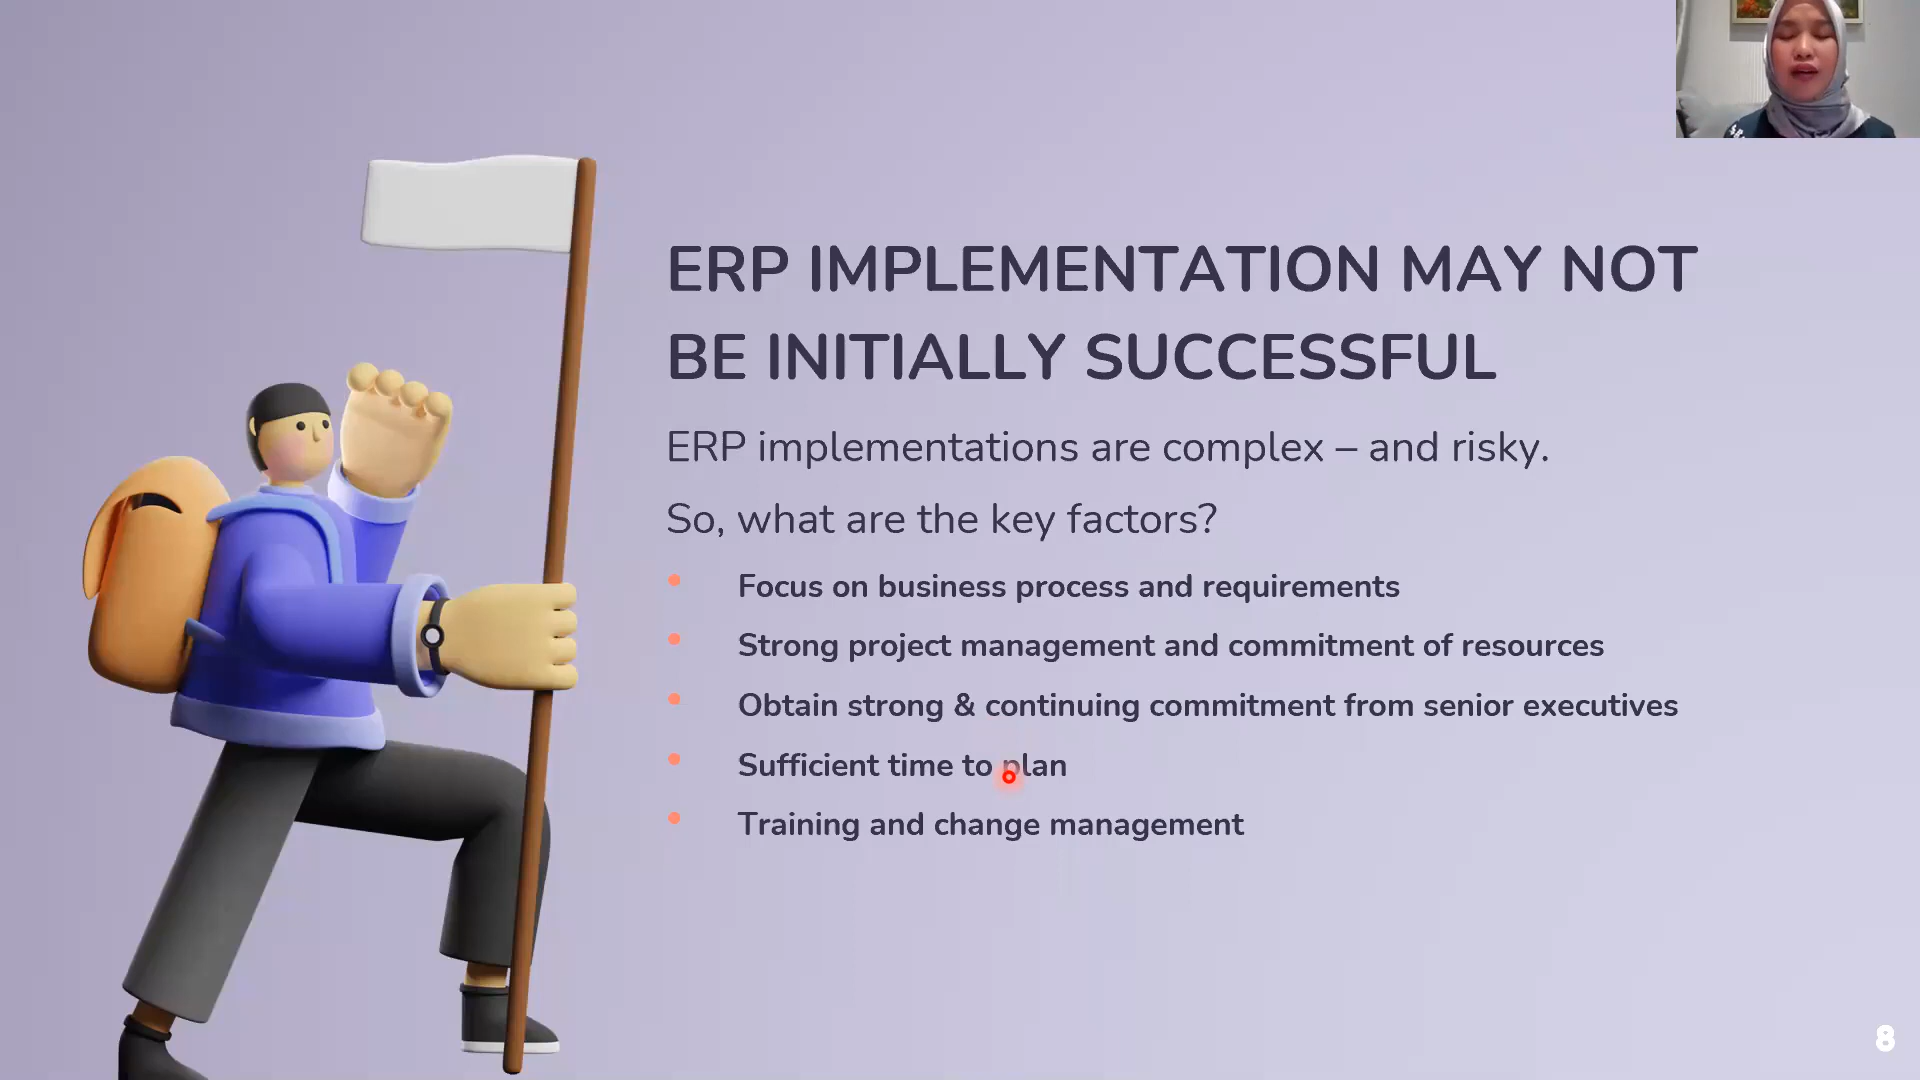 ERP IMPLEMENTATION MAY NOT
BE INITIALLY SUCCESSFUL
ERP implementations are complex – and risky.
So, what are the key factors?
• Focus on business process and requirements
• Strong project management and commitment of resources
• Obtain strong & continuing commitment from senior executives
• Sufficient time to plan
• Training and change management
8